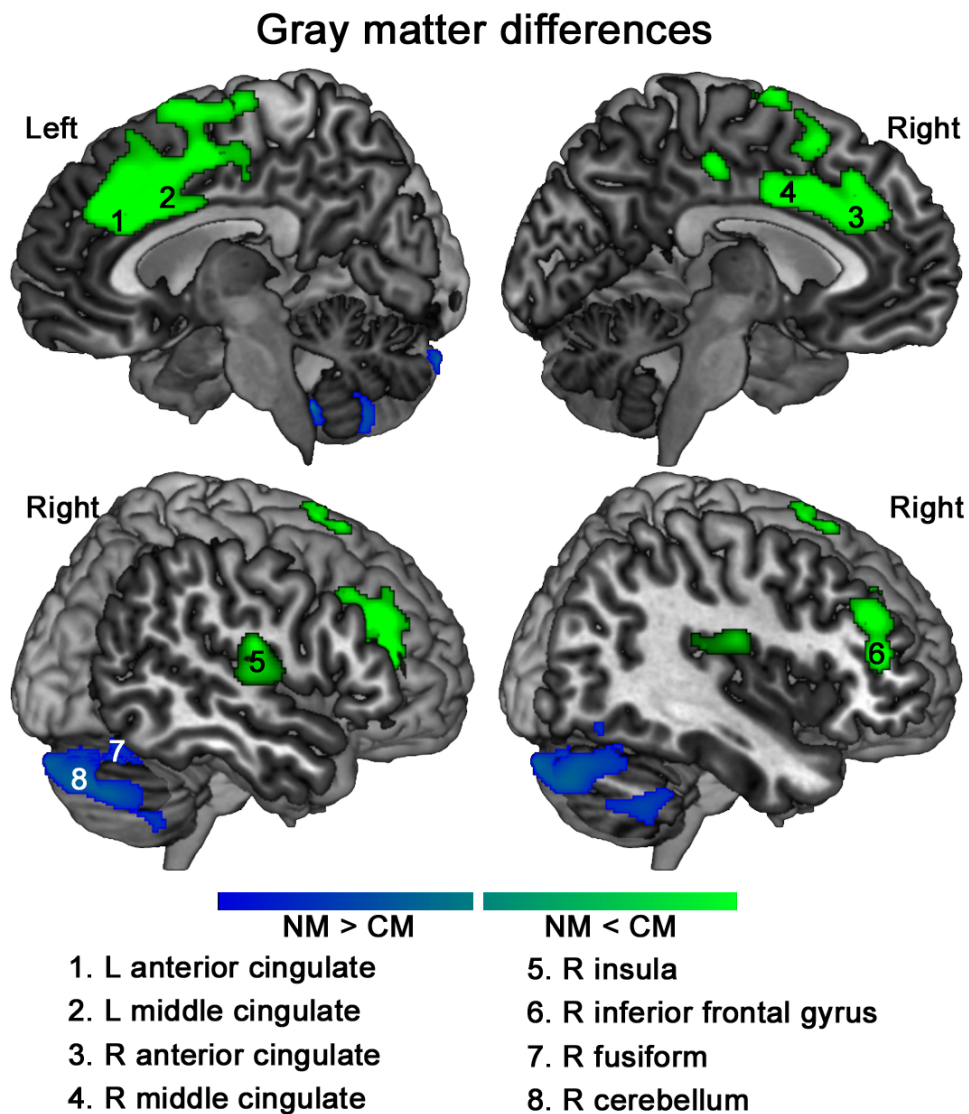 Gray matter differences
Left
Right
1
2
4
3
Right
Right
5
7
8
6
NM > CM
NM < CM
1. L anterior cingulate
2. L middle cingulate
3. R anterior cingulate
4. R middle cingulate
5. R insula
6. R inferior frontal gyrus
7. R fusiform
8. R cerebellum